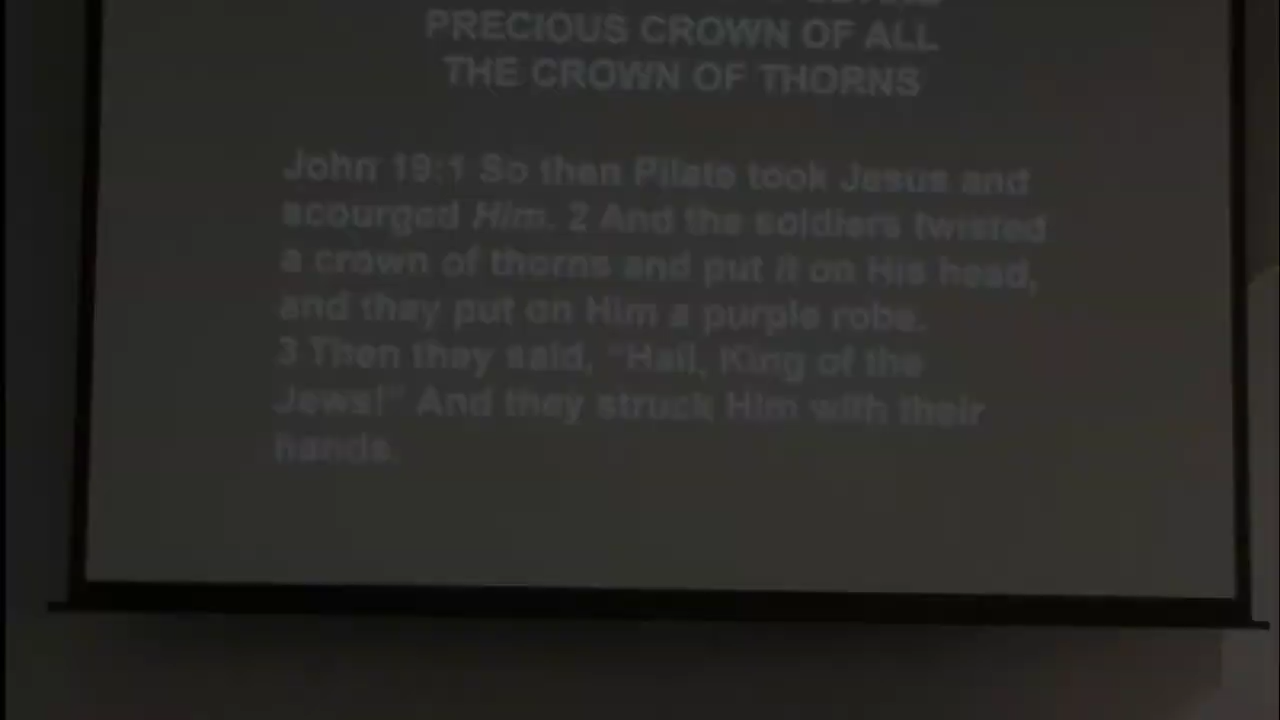 PRECIOUS CROWN OF ALL
THE CROWN OF THORNS
John 19:1 So then Pilate took Jesus and
scourged Him. 2 And the soldiers twisted
a crown of thorns and put it on His head,
and they put on Him a purple robe.
3 Then they said, "Hail, King of the
Jews!" And they struck Him with their
hands.